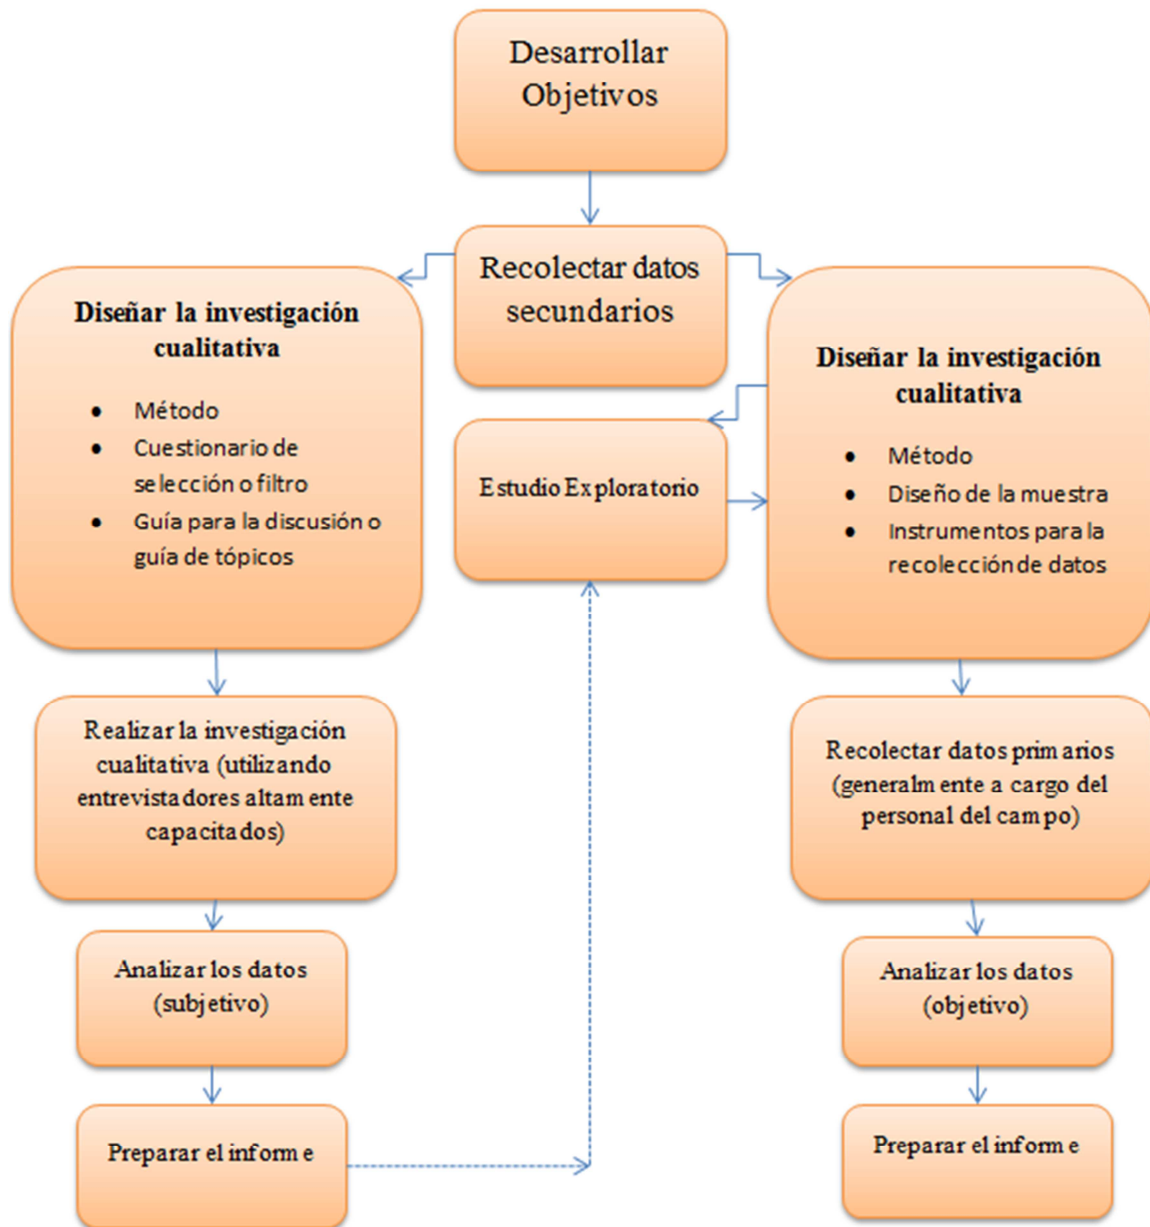 Desarrollar
Objetivos
Recolectar datos
secundarios
Diseñar la investigación
cualitativa
● Método
● Cuestionario de
selección o filtro
● Guía para la discusión o
guía de tópicos
Diseñar la investigación
cualitativa
● Método
● Diseño de la muestra
● Instrumentos para la
recolección de datos
Estudio Exploratorio
Realizar la investigación
cualitativa (utilizando
entrevistadores altamente
capacitados)
Recolectar datos primarios
(generalmente a cargo del
personal del campo)
Analizar los datos
(subjetivo)
Analizar los datos
(objetivo)
Preparar el informe
Preparar el informe